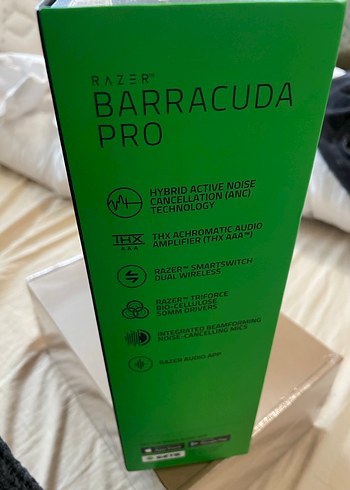 RAZER™
BARRACUDA
PRO
HYBRID ACTIVE NOISE
CANCELLATION (ANC)
TECHNOLOGY
THX
AAA
THX ACHROMATIC AUDIO
AMPLIFIER (THX AAA™)
RAZER™ SMARTSWITCH
DUAL WIRELESS
RAZER™ TRIFORCE
BIO-CELLULOSE
50MM DRIVERS
INTEGRATED BEAMFORMING
NOISE-CANCELLING MICS
RAZER AUDIO APP